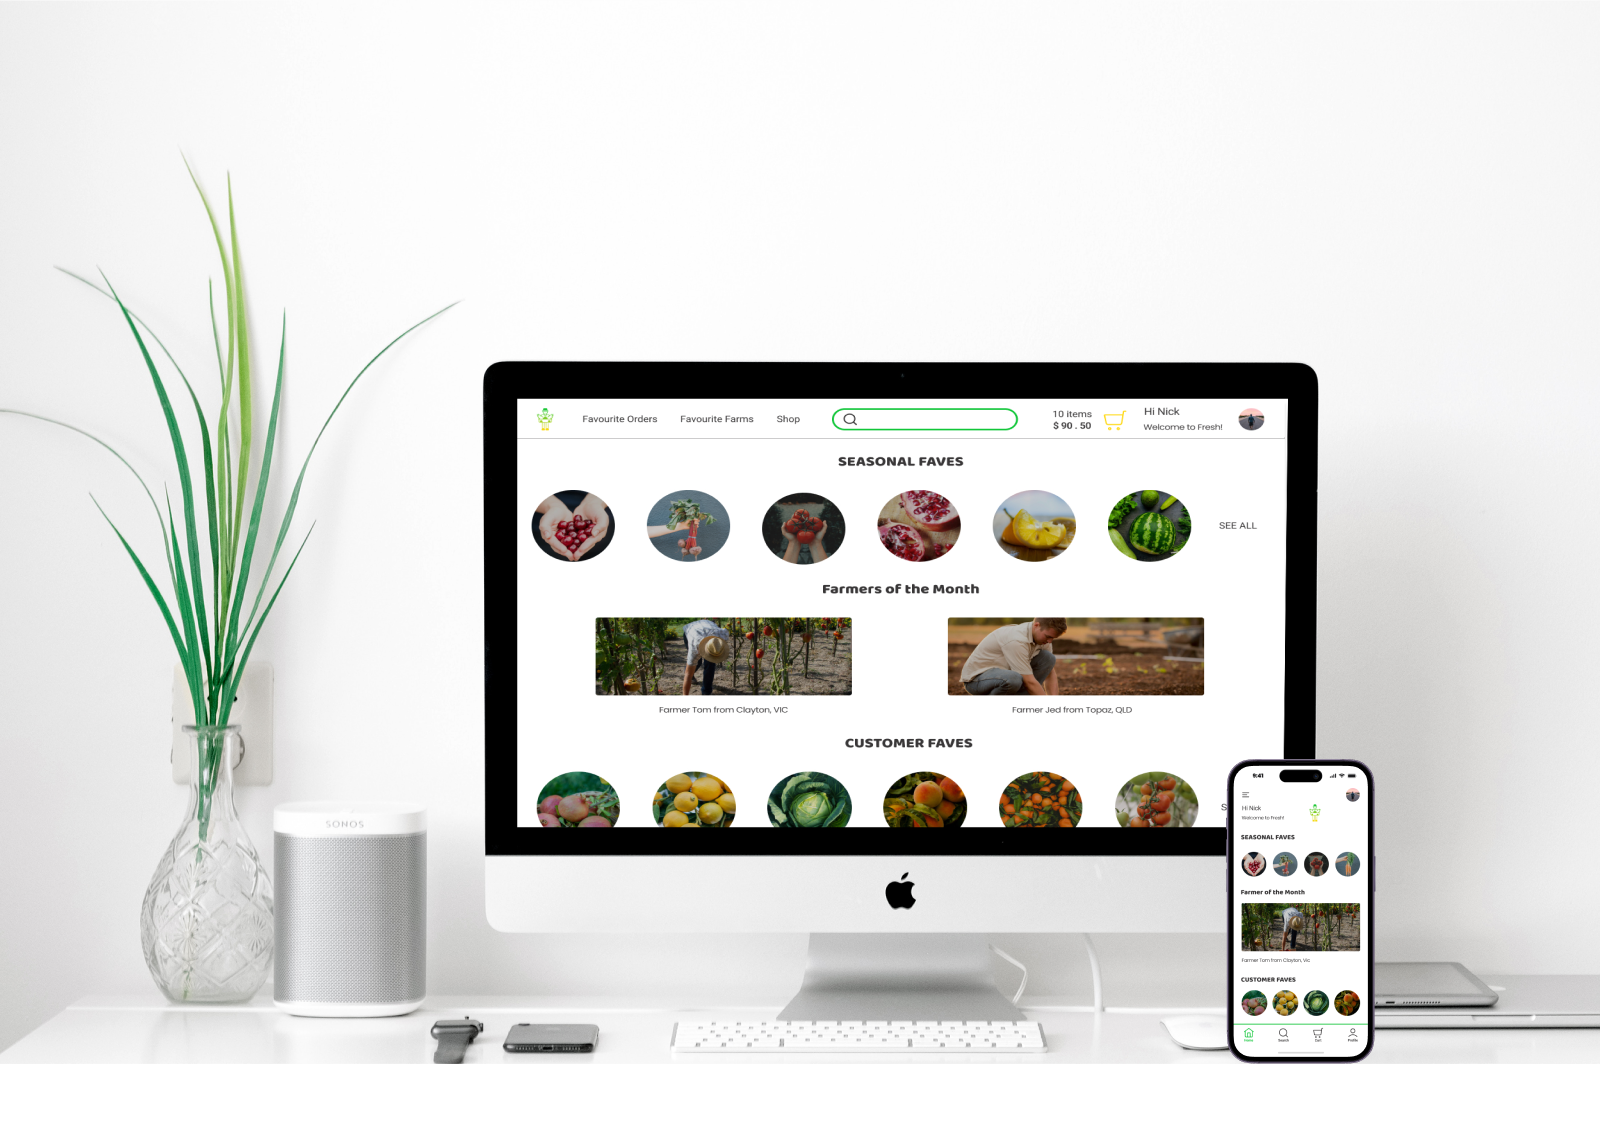 Favourite Orders
Favourite Farms
Shop
10 items
$ 90 . 50
Hi Nick
Welcome to Fresh!
SEASONAL FAVES
SEE ALL
Farmers of the Month
Farmer Tom from Clayton, VIC
Farmer Jed from Topaz, QLD
CUSTOMER FAVES
S
SONOS
9:41
Hi Nick
Welcome to Fresh!
SEASONAL FAVES
Farmer of the Month
Farmer Tom from Clayton, Vic
CUSTOMER FAVES
Home
Search
Cart
Profile